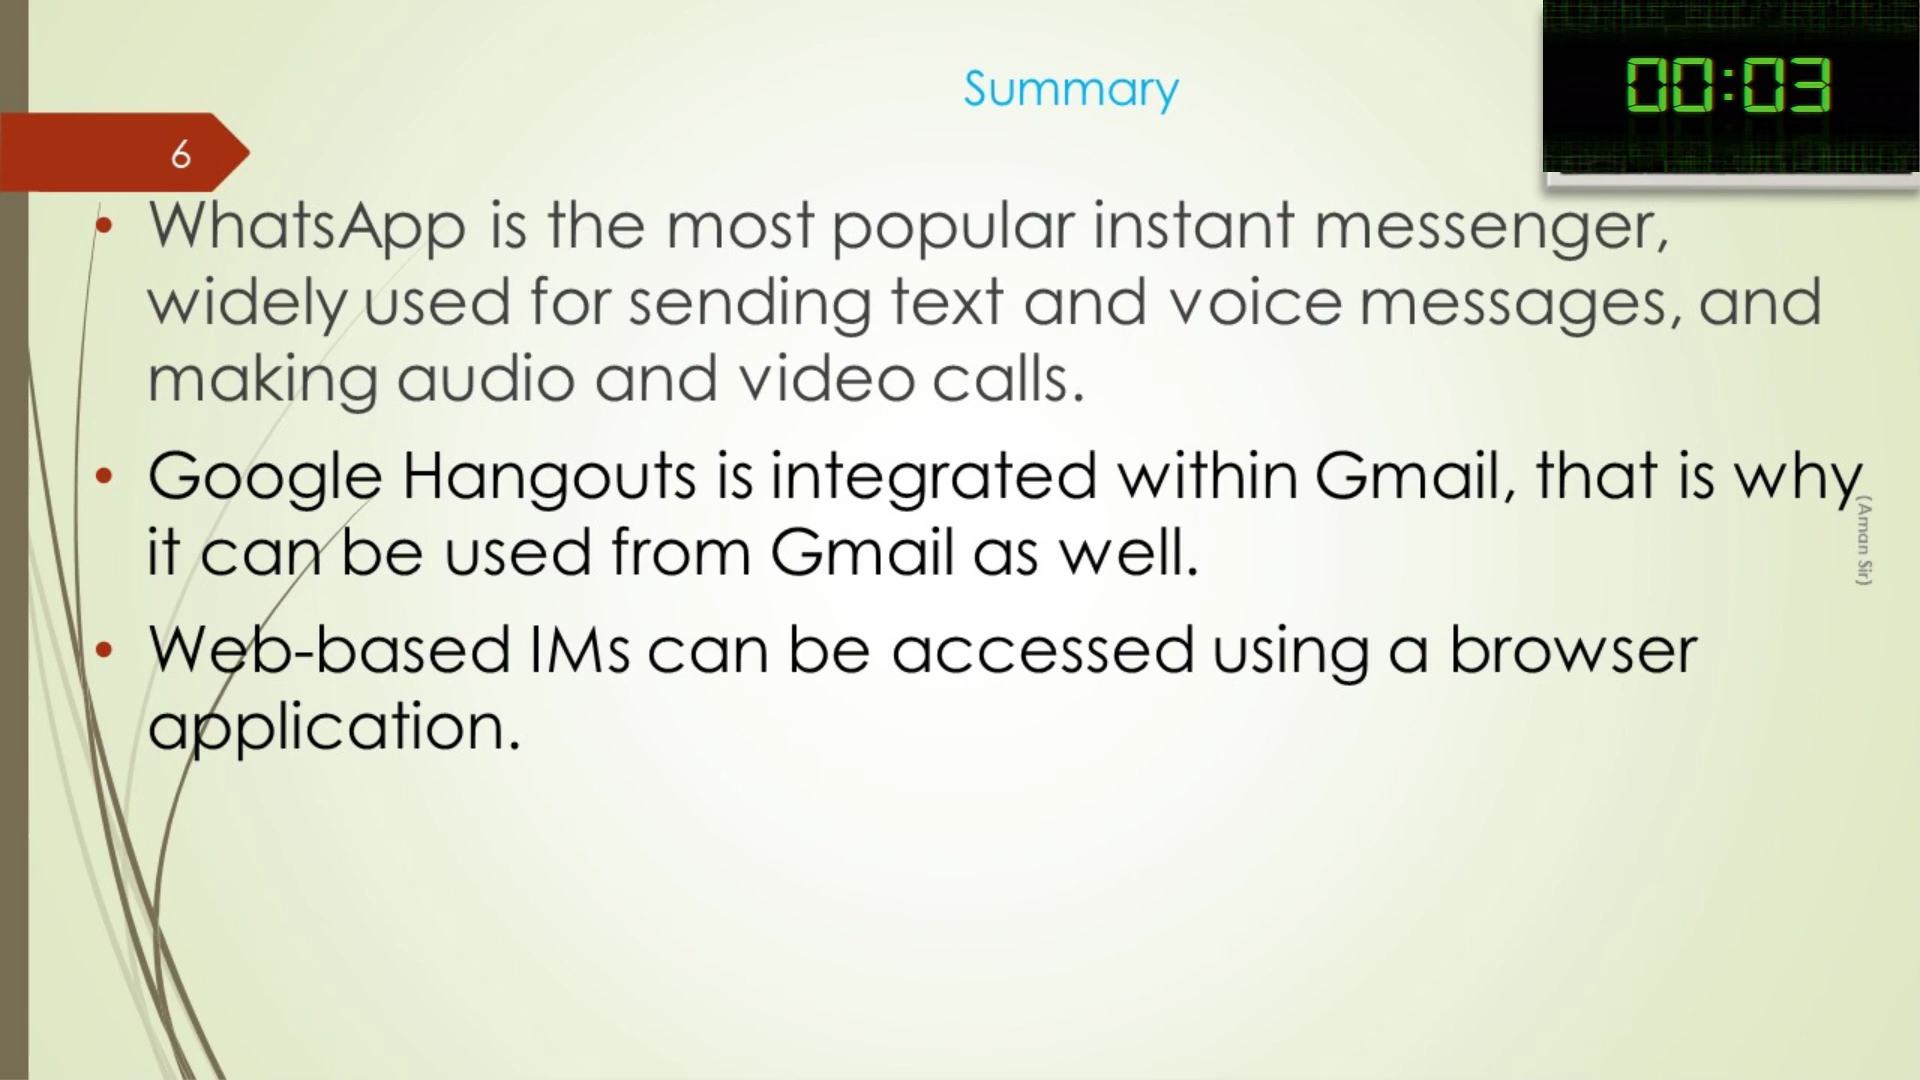 Summary
00:03
6
• WhatsApp is the most popular instant messenger,
widely used for sending text and voice messages, and
making audio and video calls.
• Google Hangouts is integrated within Gmail, that is why
it can be used from Gmail as well.
(Aman Sir)
• Web-based IMs can be accessed using a browser
application.